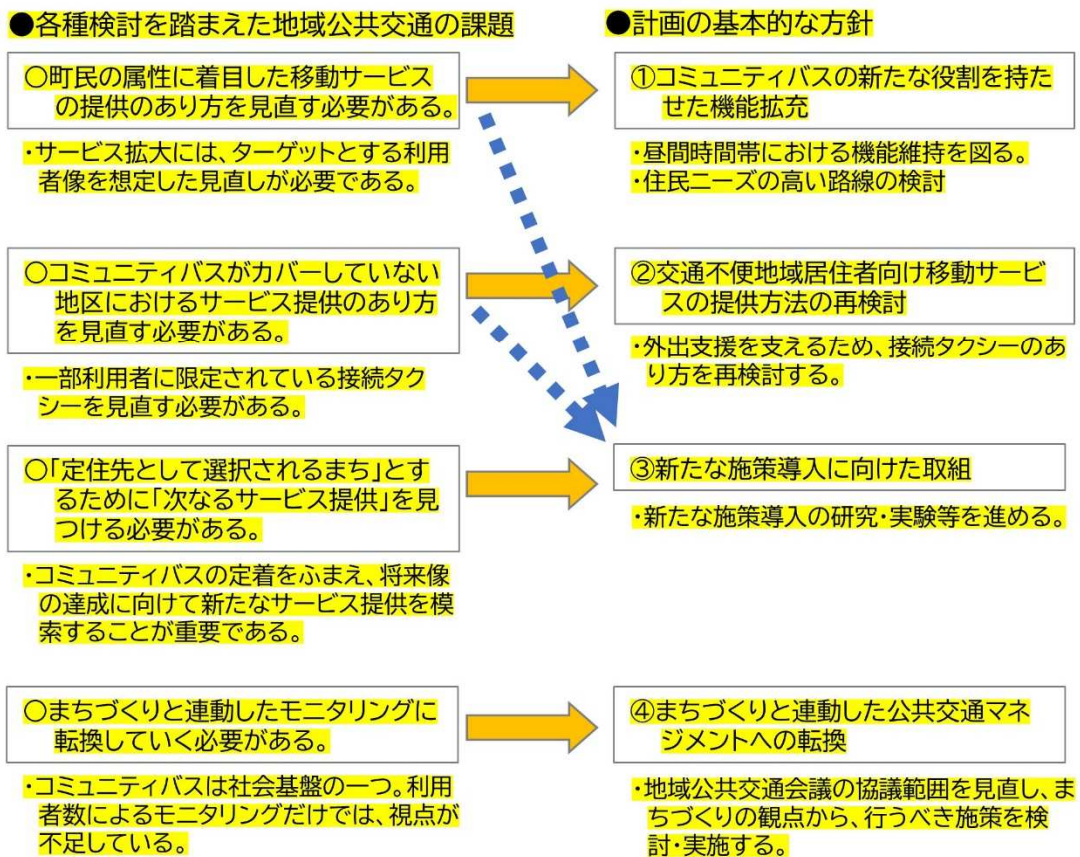 ●各種検討を踏まえた地域公共交通の課題
○町民の属性に着目した移動サービス
の提供のあり方を見直す必要がある。
・サービス拡大には、ターゲットとする利用
者像を想定した見直しが必要である。
○コミュニティバスがカバーしていない
地区におけるサービス提供のあり方
を見直す必要がある。
・一部利用者に限定されている接続タク
シーを見直す必要がある。
○「定住先として選択されるまち」とす
るために「次なるサービス提供」を見
つける必要がある。
・コミュニティバスの定着をふまえ、将来像
の達成に向けて新たなサービス提供を模
索することが重要である。
○まちづくりと連動したモニタリングに
転換していく必要がある。
・コミュニティバスは社会基盤の一つ。利用
者数によるモニタリングだけでは、視点が
不足している。
●計画の基本的な方針
①コミュニティバスの新たな役割を持た
せた機能拡充
・昼間時間帯における機能維持を図る。
・住民ニーズの高い路線の検討
②交通不便地域居住者向け移動サービ
スの提供方法の再検討
・外出支援を支えるため、接続タクシーのあ
り方を再検討する。
③新たな施策導入に向けた取組
・新たな施策導入の研究・実験等を進める。
④まちづくりと連動した公共交通マネ
ジメントへの転換
・地域公共交通会議の協議範囲を見直し、ま
ちづくりの観点から、行うべき施策を検
討・実施する。